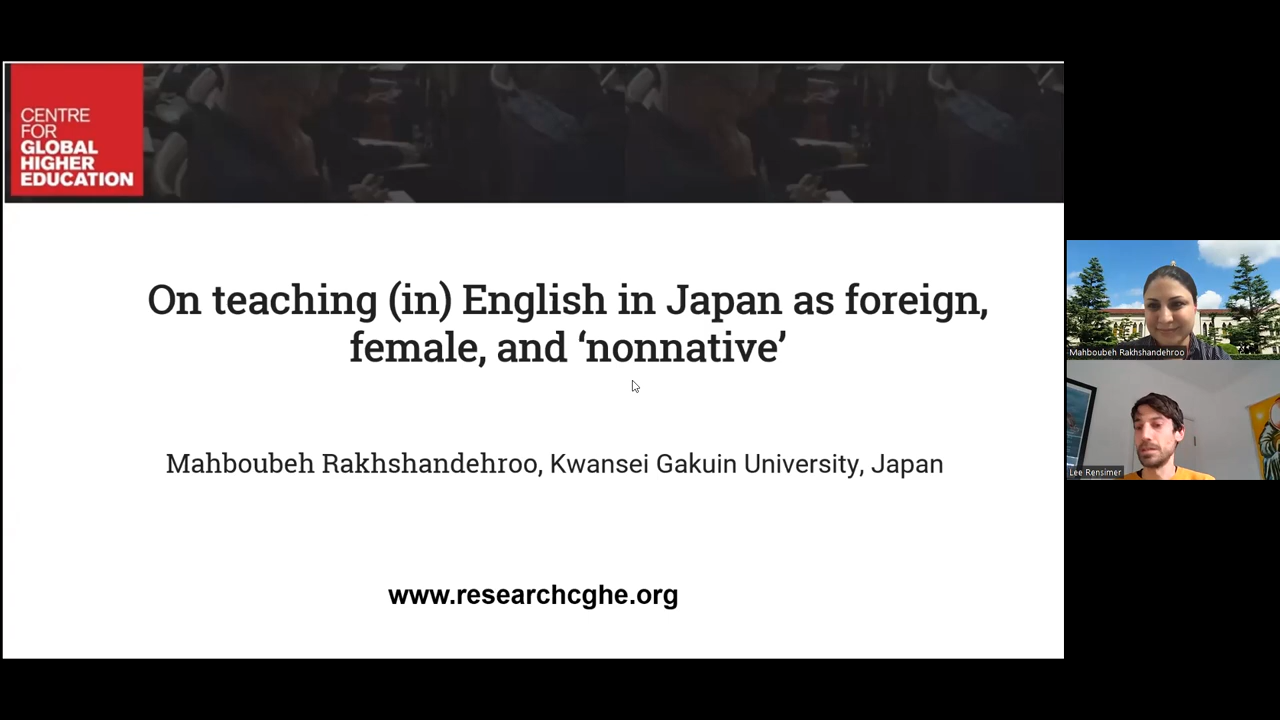 CENTRE
FOR
GLOBAL
HIGHER
EDUCATION
On teaching (in) English in Japan as foreign,
female, and ‘nonnative’
Mahboubeh Rakhshandehroo, Kwansei Gakuin University, Japan
www.researchcghe.org
Mahboubeh Rakhshandehroo
Lee Rensimer